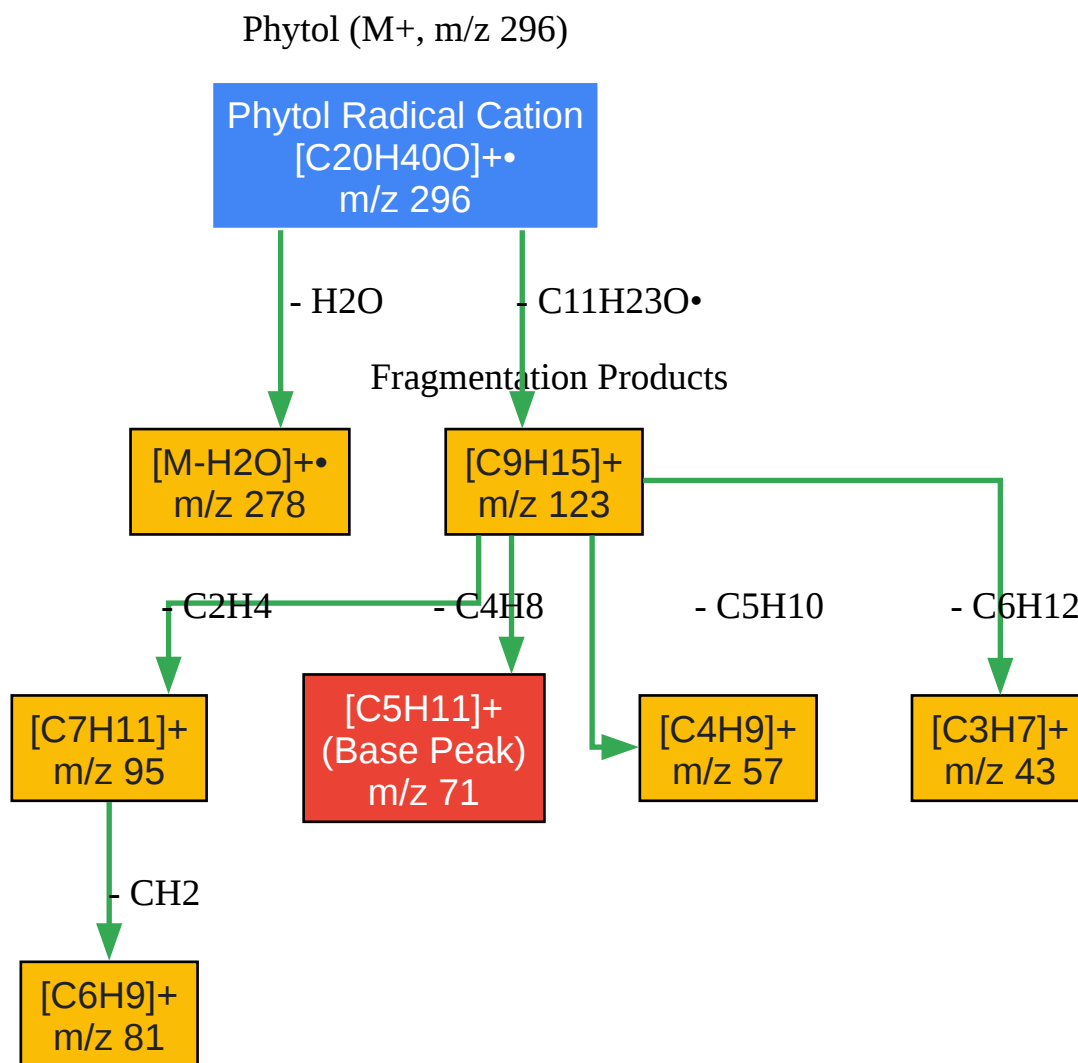 Phytol (M+, m/z 296)
Phytol Radical Cation
[C20H40O]+•
m/z 296
- H2O
- C11H23O•
Fragmentation Products
[M-H2O]+•
m/z 278
[C9H15]+
m/z 123
- C2H4
- C4H8
- C5H10
- C6H12
[C7H11]+
m/z 95
[C5H11]+
(Base Peak)
m/z 71
[C4H9]+
m/z 57
[C3H7]+
m/z 43
- CH2
[C6H9]+
m/z 81